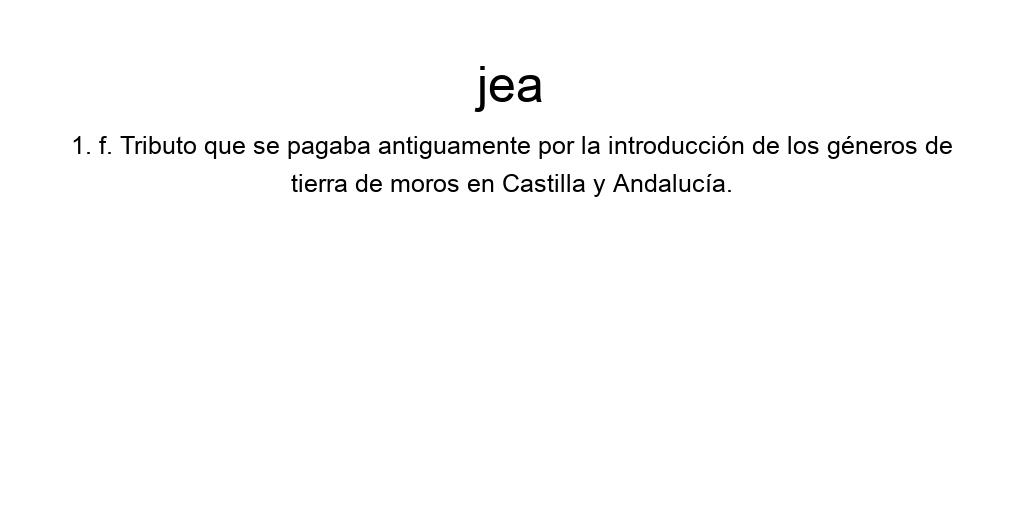 jea
1. f. Tributo que se pagaba antiguamente por la introducción de los géneros de
tierra de moros en Castilla y Andalucía.